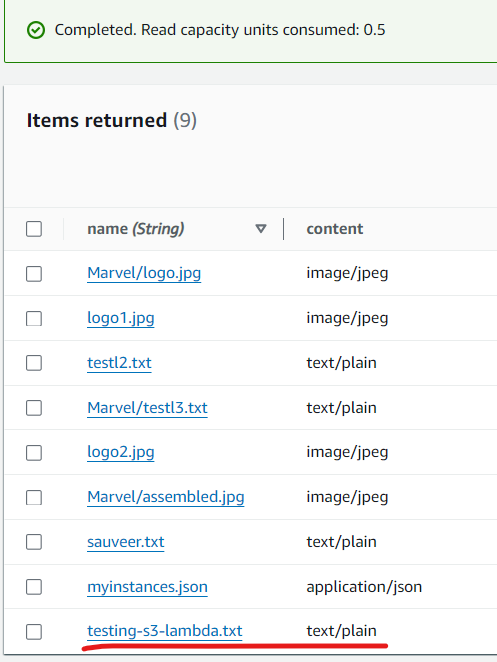 Completed. Read capacity units consumed: 0.5
Items returned (9)
name (String) content
Marvel/logo.jpg image/jpeg
logo1.jpg image/jpeg
testl2.txt text/plain
Marvel/testl3.txt text/plain
logo2.jpg image/jpeg
Marvel/assembled.jpg image/jpeg
sauveer.txt text/plain
myinstances.json application/json
testing-s3-lambda.txt text/plain